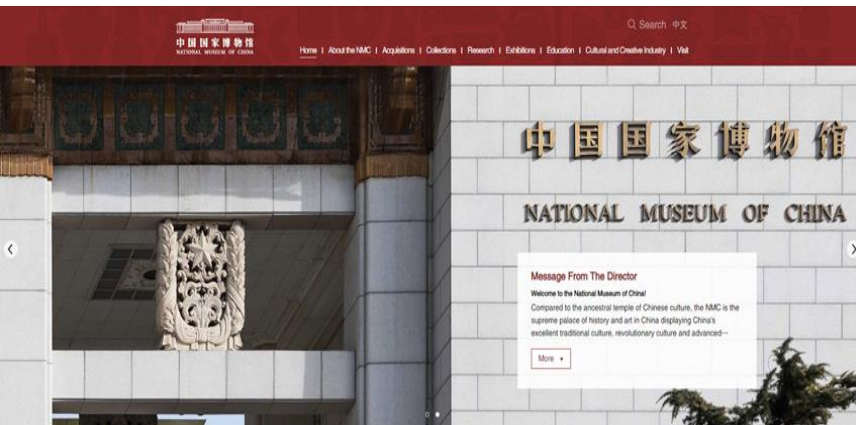 Search 中文
中国国家博物馆
NATIONAL MUSEUM OF CHINA
Home | About the NMC | Acquisitions | Collections | Research | Exhibitions | Education | Cultural and Creative Industry | Visit
中国国家博物馆
NATIONAL MUSEUM OF CHINA
Message From The Director
Welcome to the National Museum of China!
Compared to the ancestral temple of Chinese culture, the NMC is the
supreme palace of history and art in China displaying China's
excellent traditional culture, revolutionary culture and advanced···
More